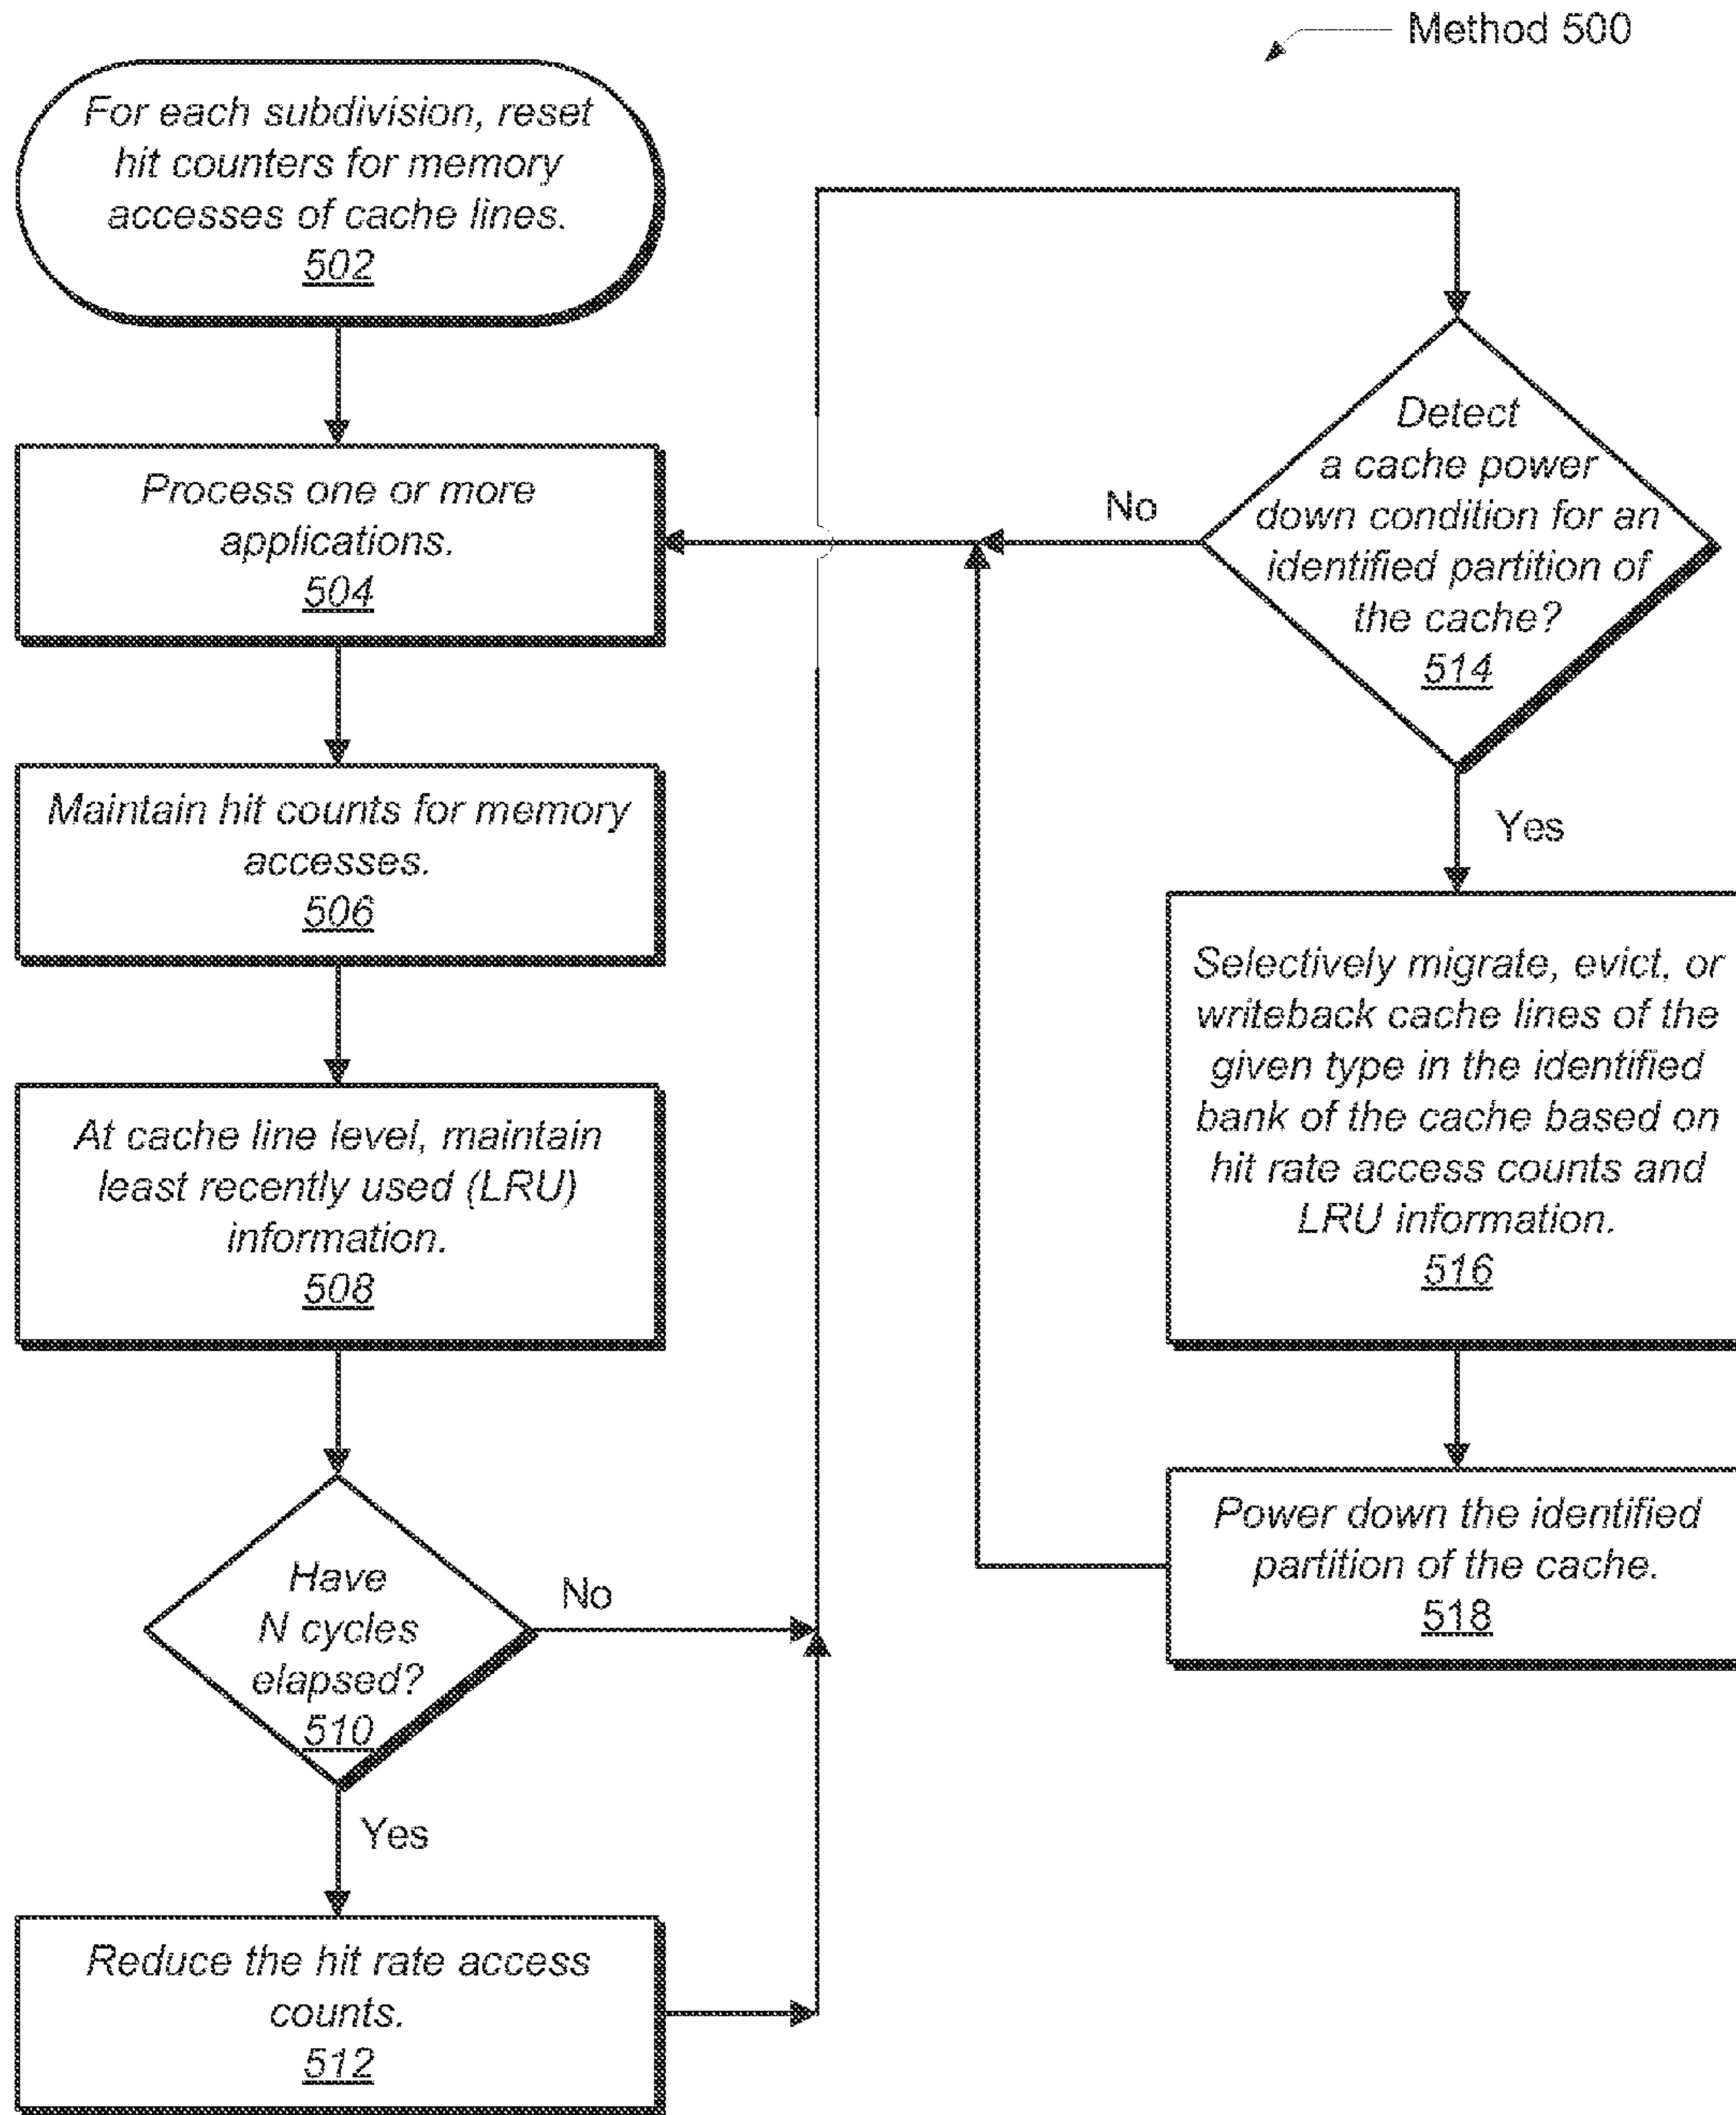 Method 500
For each subdivision, reset
hit counters for memory
accesses of cache lines.
502
Process one or more
applications.
504
Maintain hit counts for memory
accesses.
506
At cache line level, maintain
least recently used (LRU)
information.
508
Have
N cycles
elapsed?
510
No
Yes
Reduce the hit rate access
counts.
512
Detect
a cache power
down condition for an
identified partition of
the cache?
514
No
Yes
Selectively migrate, evict, or
writeback cache lines of the
given type in the identified
bank of the cache based on
hit rate access counts and
LRU information.
516
Power down the identified
partition of the cache.
518